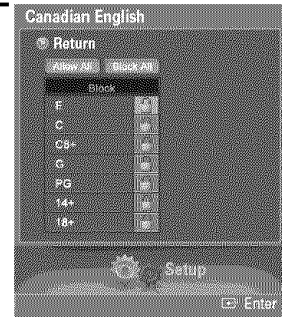 Canadian English
Return
Allow All Block All
Block
E
C
C8+
G
PG
14+
18+
Setup
Enter